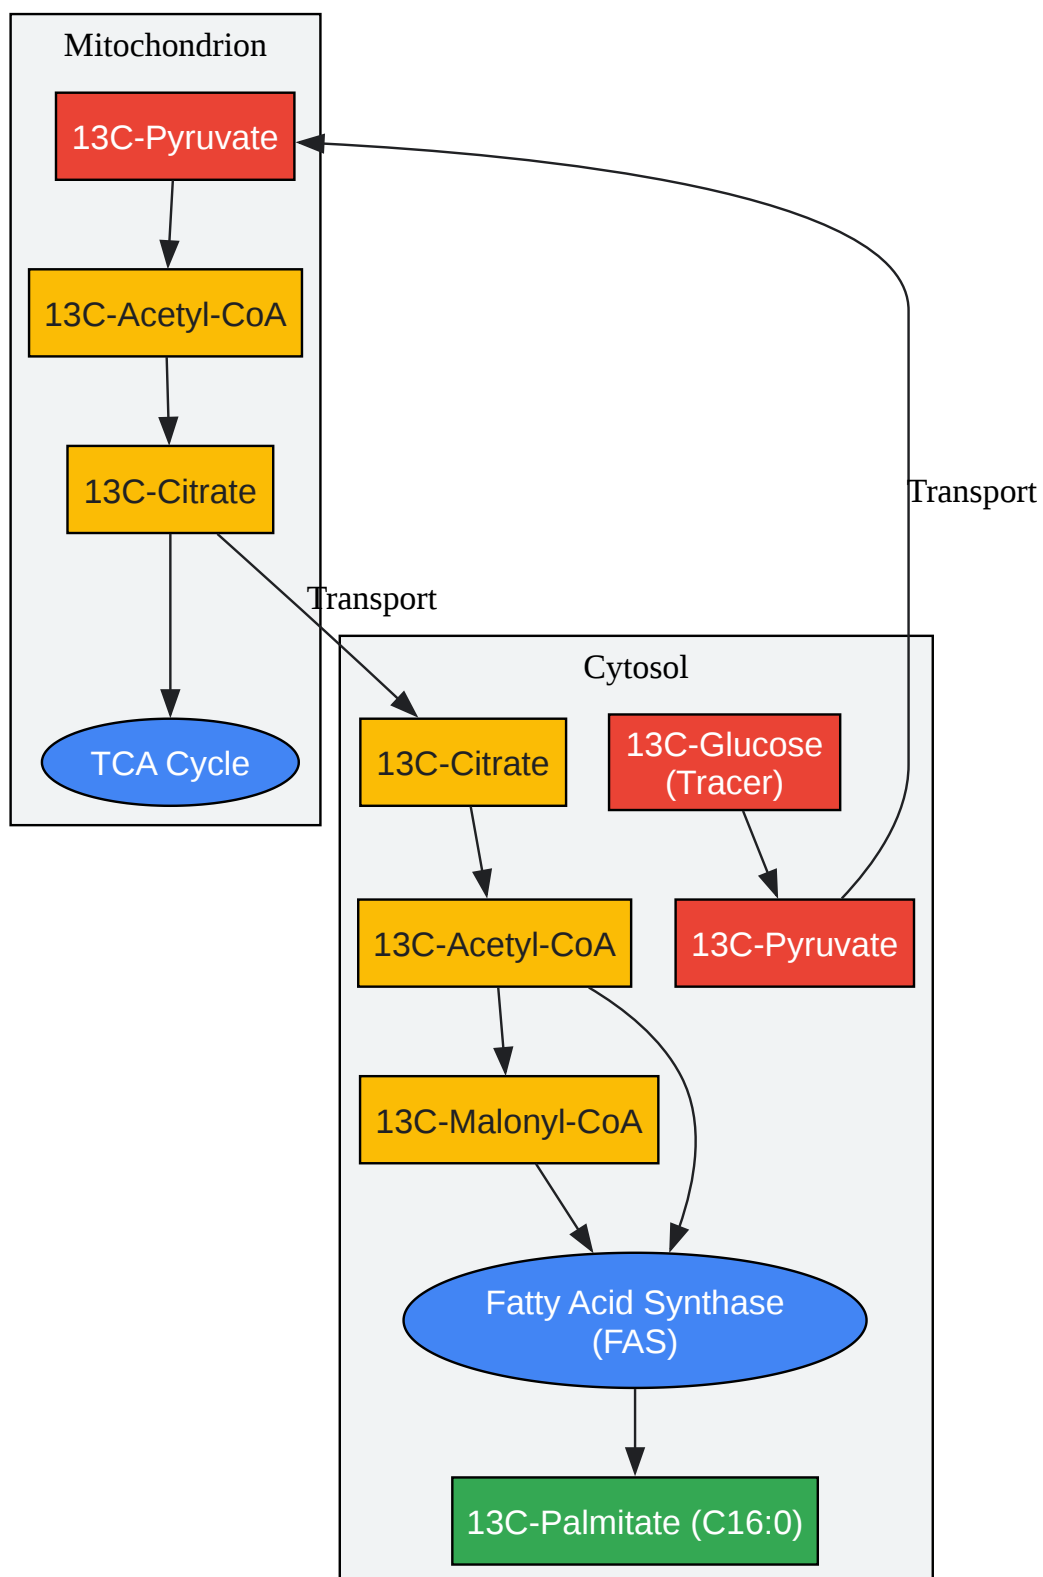 Mitochondrion
13C-Pyruvate
13C-Acetyl-CoA
13C-Citrate
Transport
TCA Cycle
Transport
Cytosol
13C-Citrate
13C-Glucose
(Tracer)
13C-Acetyl-CoA
13C-Pyruvate
13C-Malonyl-CoA
Fatty Acid Synthase
(FAS)
13C-Palmitate (C16:0)